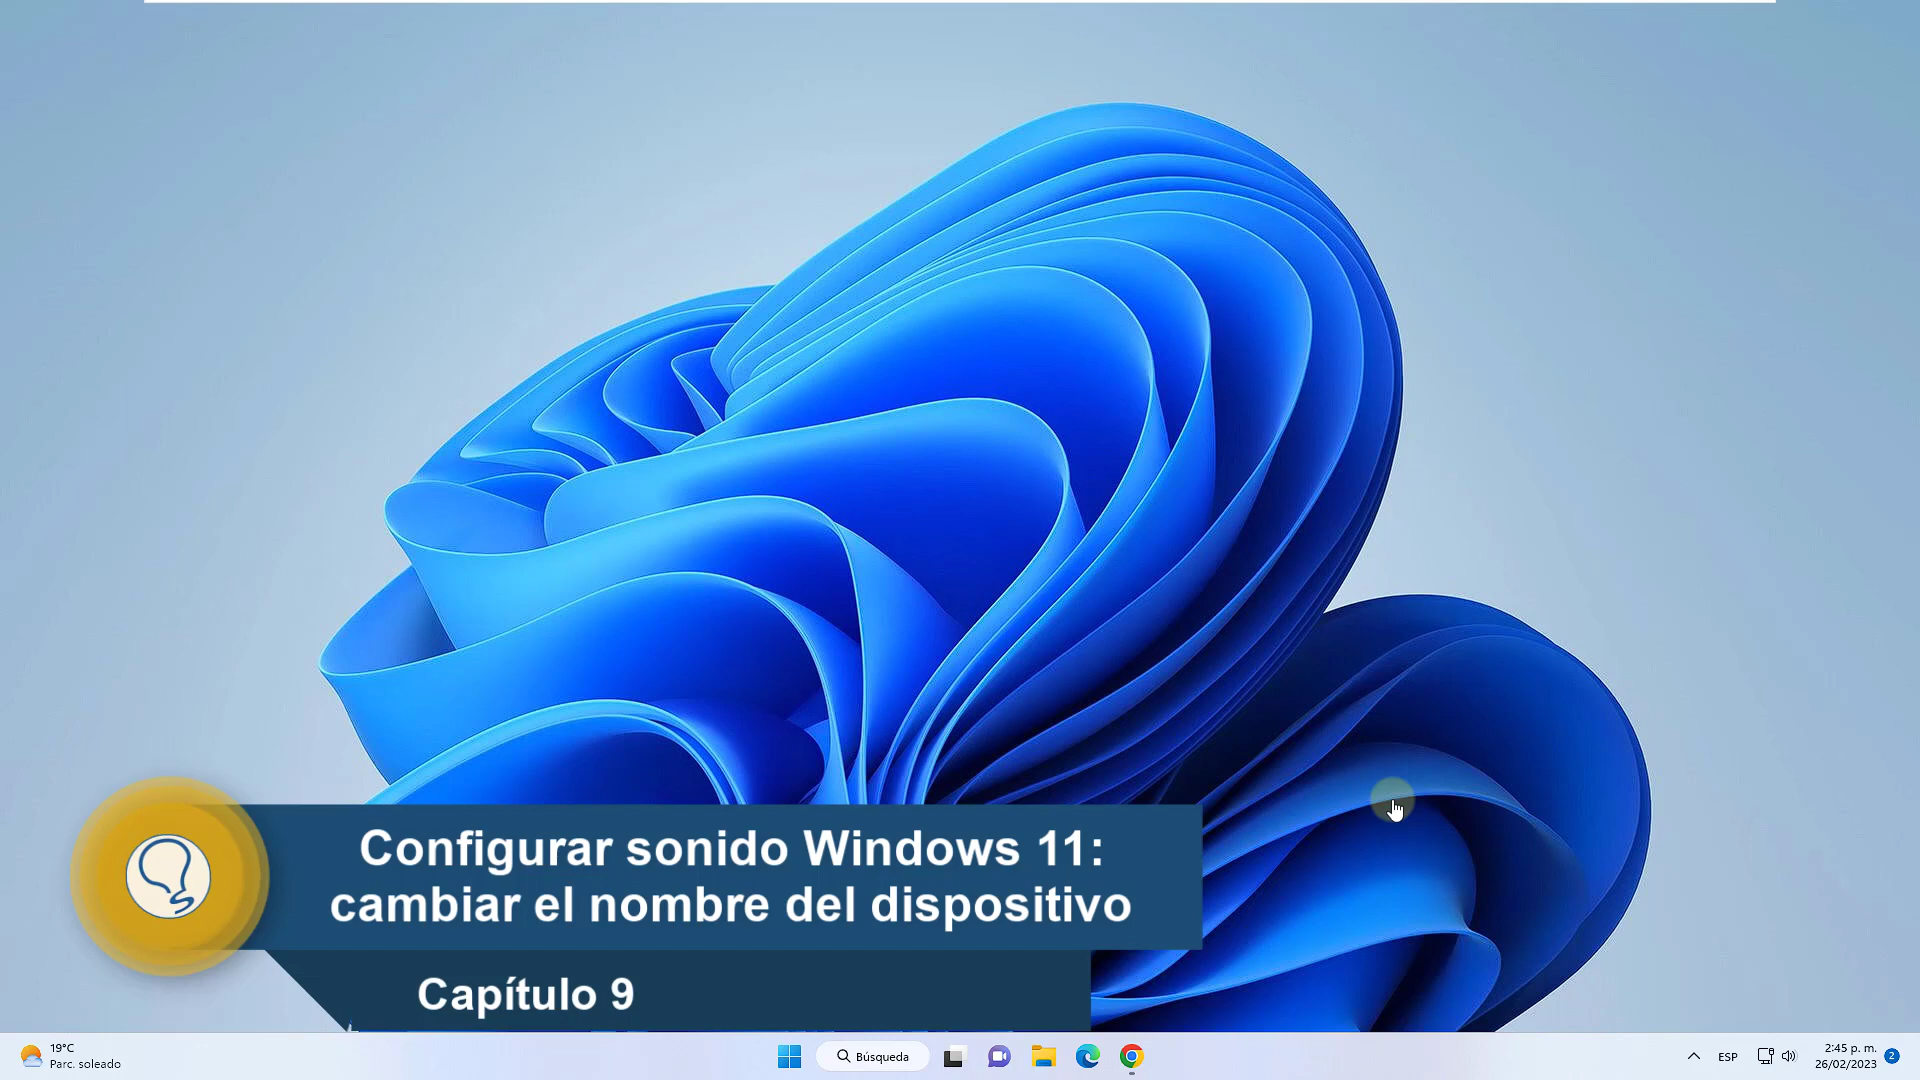 Configurar sonido Windows 11:
cambiar el nombre del dispositivo
Capítulo 9
19°C
Parc. soleado
Búsqueda
ESP
2:45 p. m.
26/02/2023
2